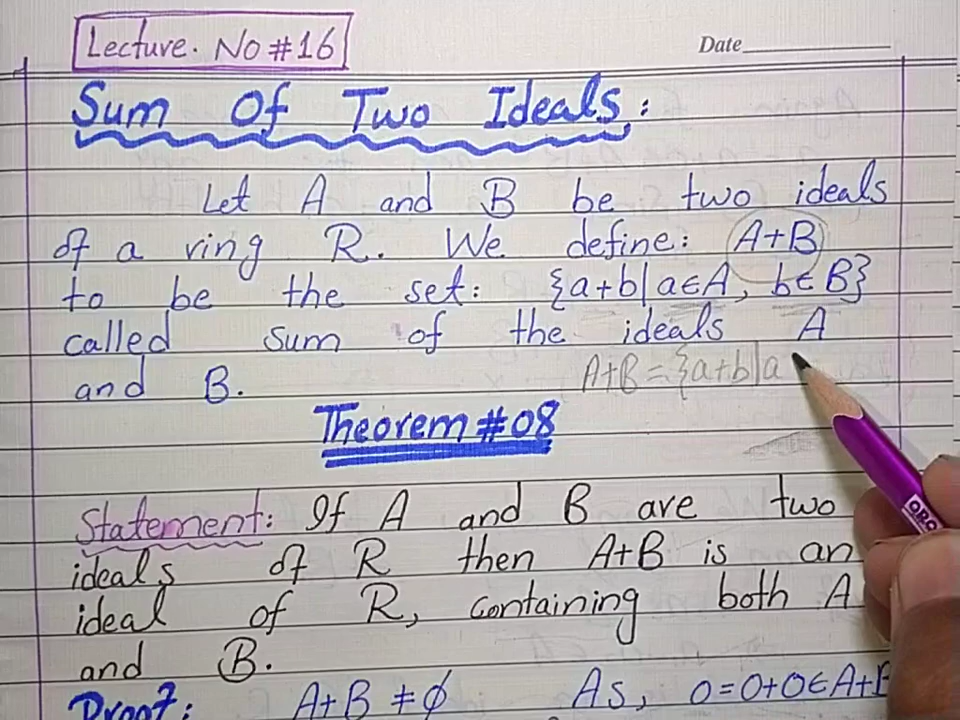 Lecture. No # 16
Date
Sum Of Two Ideals:
Let A and B be two ideals
of a ring R. We define: A+B
to be the set: {a+b| a∈A, b∈B}
called sum of the ideals A
and B.
A+B = {a+b|a
Theorem # 08
Statement: If A and B are two
ideals of R then A+B is an
ideal of R, containing both A
and B.
Proof: A+B ≠ ϕ As, 0=0+0∈A+B
ORO